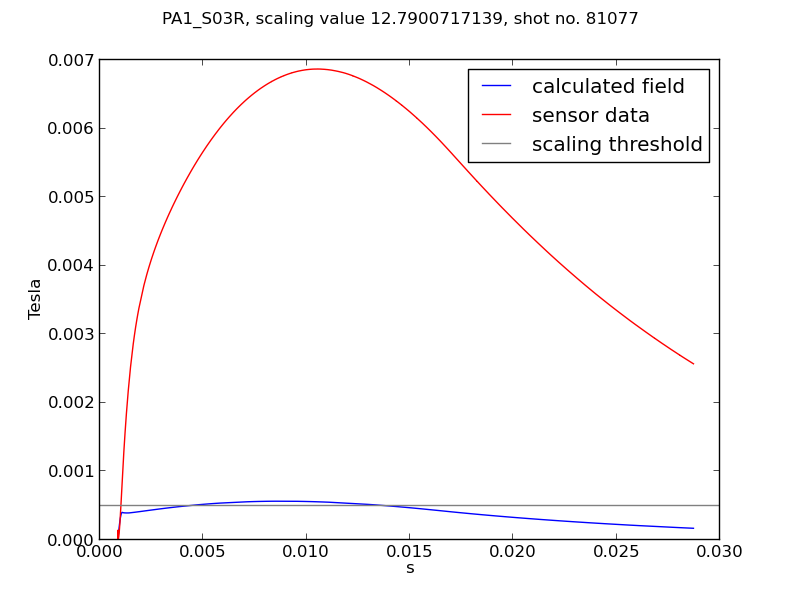 PA1_S03R, scaling value 12.7900717139, shot no. 81077
calculated field
sensor data
scaling threshold
Tesla
0.007
0.006
0.005
0.004
0.003
0.002
0.001
0.000
0.000 0.005 0.010 0.015 0.020 0.025 0.030
s